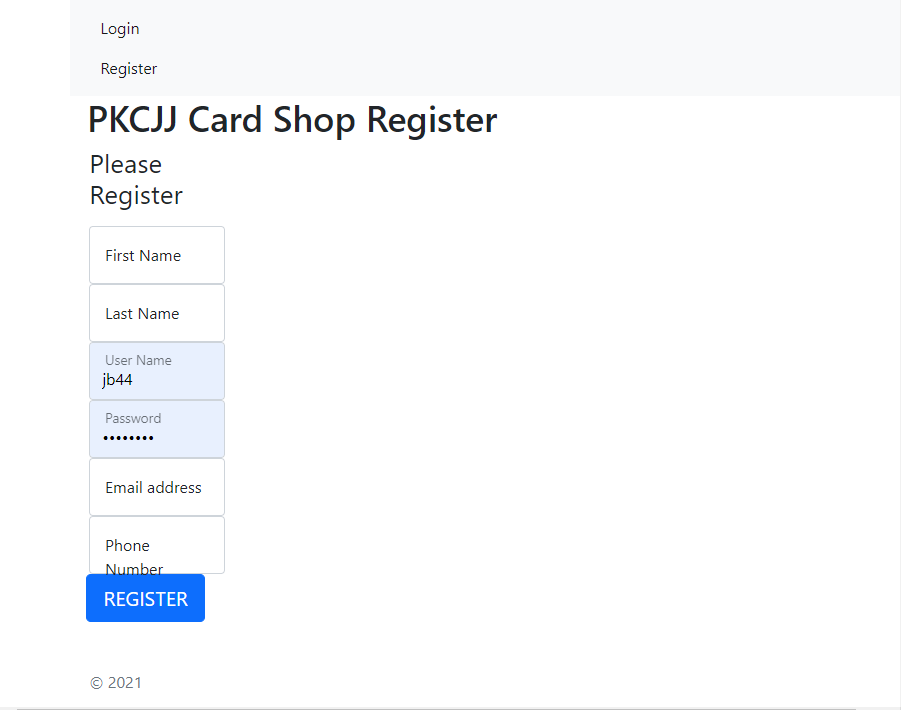 Login
Register
PKCJJ Card Shop Register
Please
Register
First Name
Last Name
User Name
jb44
Password
••••••••
Email address
Phone
Number
REGISTER
© 2021